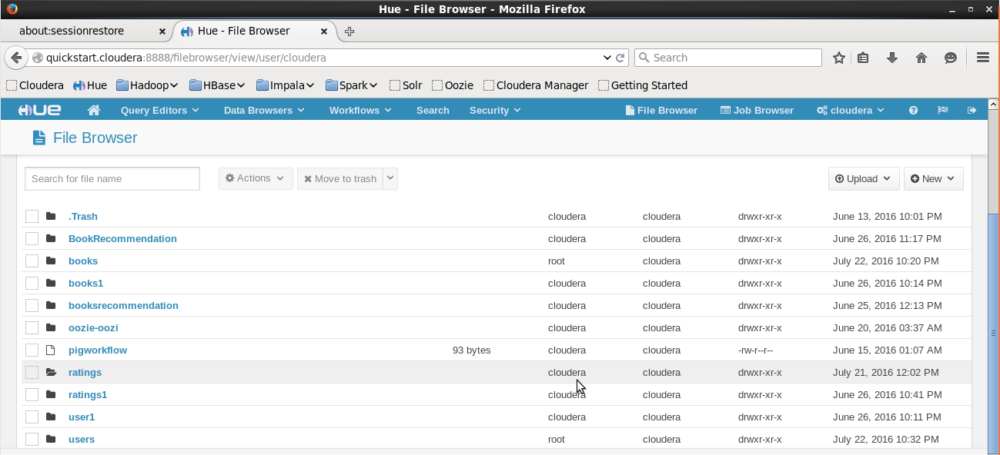 Hue - File Browser - Mozilla Firefox
about:sessionrestore Hue - File Browser
quickstart.cloudera:8888/filebrowser/view/user/cloudera Search
Cloudera Hue Hadoop HBase Impala Spark Solr Oozie Cloudera Manager Getting Started
HUE Query Editors Data Browsers Workflows Search Security File Browser Job Browser cloudera
File Browser
Search for file name Actions Move to trash Upload New
.Trash cloudera cloudera drwxr-xr-x June 13, 2016 10:01 PM
BookRecommendation cloudera cloudera drwxr-xr-x June 26, 2016 11:17 PM
books root cloudera drwxr-xr-x July 22, 2016 10:20 PM
books1 cloudera cloudera drwxr-xr-x June 26, 2016 10:14 PM
booksrecommendation cloudera cloudera drwxr-xr-x June 25, 2016 12:13 PM
oozie-oozi cloudera cloudera drwxr-xr-x June 20, 2016 03:37 AM
pigworkflow 93 bytes cloudera cloudera -rw-r--r-- June 15, 2016 01:07 AM
ratings cloudera cloudera drwxr-xr-x July 21, 2016 12:02 PM
ratings1 cloudera cloudera drwxr-xr-x June 26, 2016 10:41 PM
user1 cloudera cloudera drwxr-xr-x June 26, 2016 10:11 PM
users root cloudera drwxr-xr-x July 22, 2016 10:32 PM